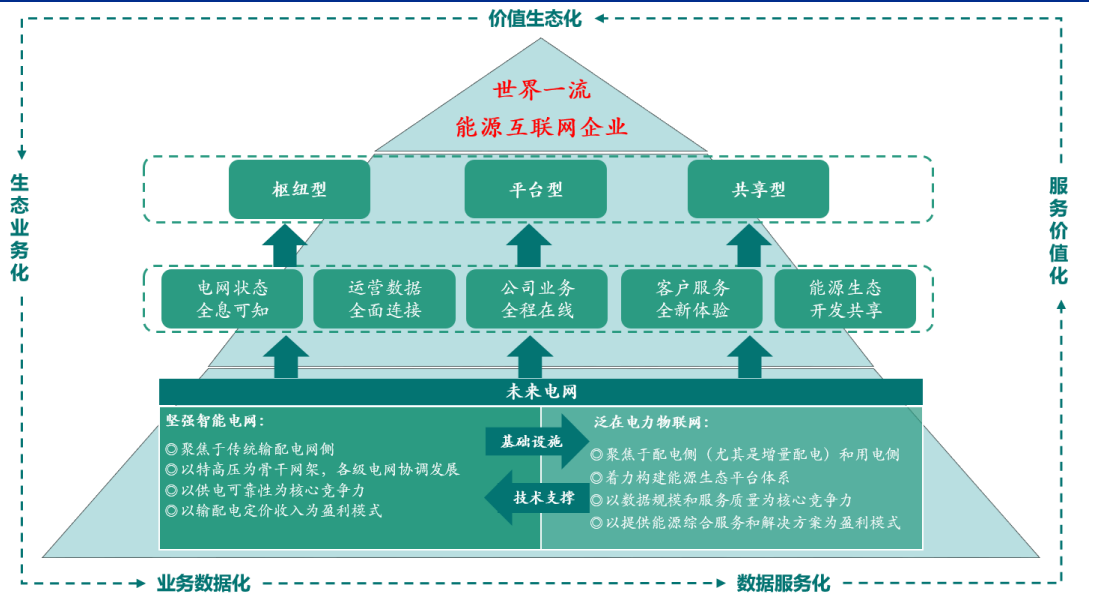 价值生态化
世界一流
能源互联网企业
生态业务化
服务价值化
枢纽型
平台型
共享型
电网状态
全息可知
运营数据
全面连接
公司业务
全程在线
客户服务
全新体验
能源生态
开发共享
未来电网
坚强智能电网:
◎聚焦于传统输配电网侧
◎以特高压为骨干网架，各级电网协调发展
◎以供电可靠性为核心竞争力
◎以输配电定价收入为盈利模式
基础设施
技术支撑
泛在电力物联网:
◎聚焦于配电侧（尤其是增量配电）和用电侧
◎着力构建能源生态平台体系
◎以数据规模和服务质量为核心竞争力
◎以提供能源综合服务和解决方案为盈利模式
业务数据化
数据服务化